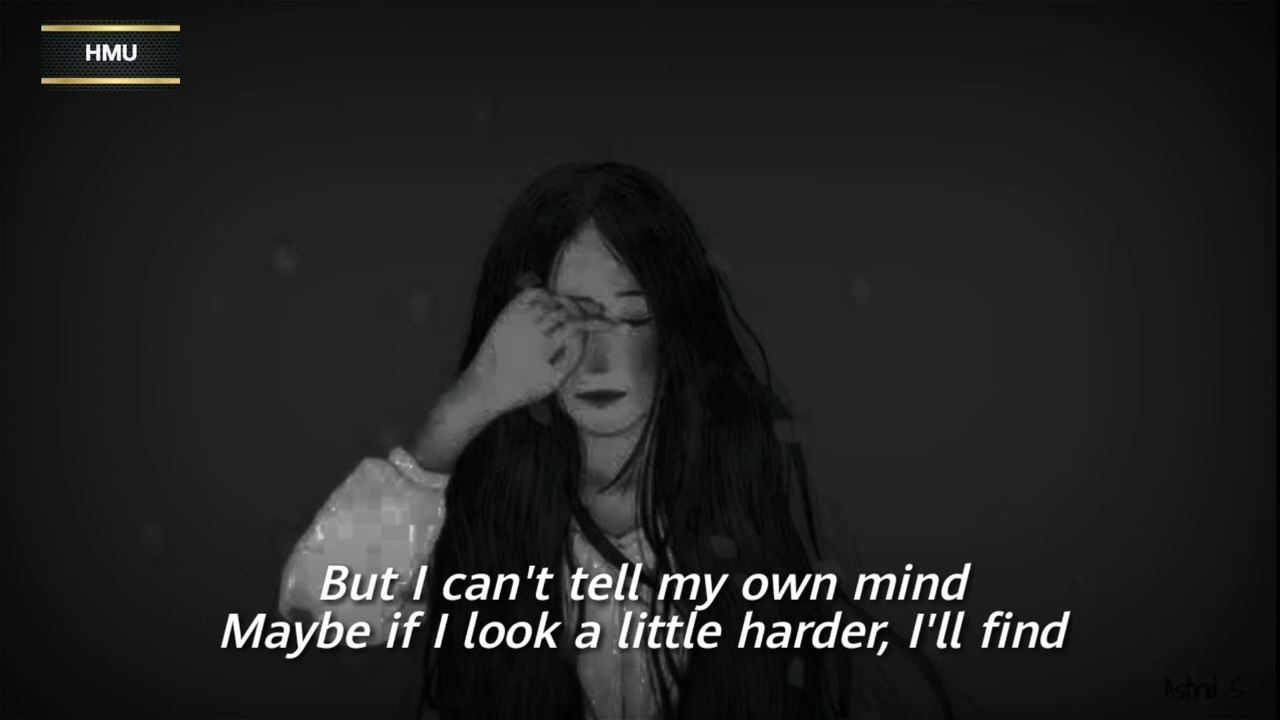 HMU
But I can't tell my own mind
Maybe if I look a little harder, I'll find
Astrid S